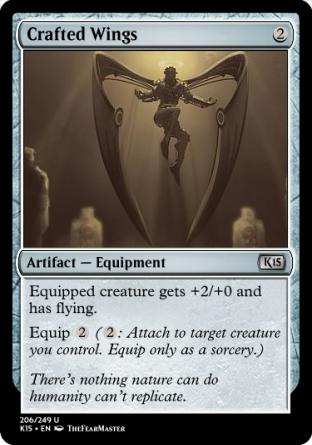 Crafted Wings 2
Artifact — Equipment K15
Equipped creature gets +2/+0 and
has flying.
Equip 2 (2: Attach to target creature
you control. Equip only as a sorcery.)
There's nothing nature can do
humanity can't replicate.
206/249 U
K15 • EN TheFearMaster